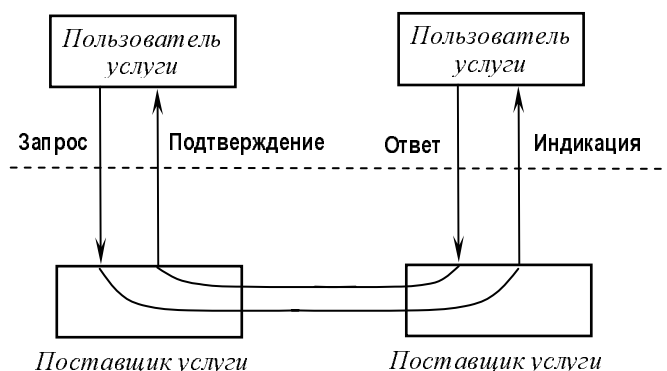 Пользователь
услуги
Пользователь
услуги
Запрос
Подтверждение
Ответ
Индикация
Поставщик услуги
Поставщик услуги